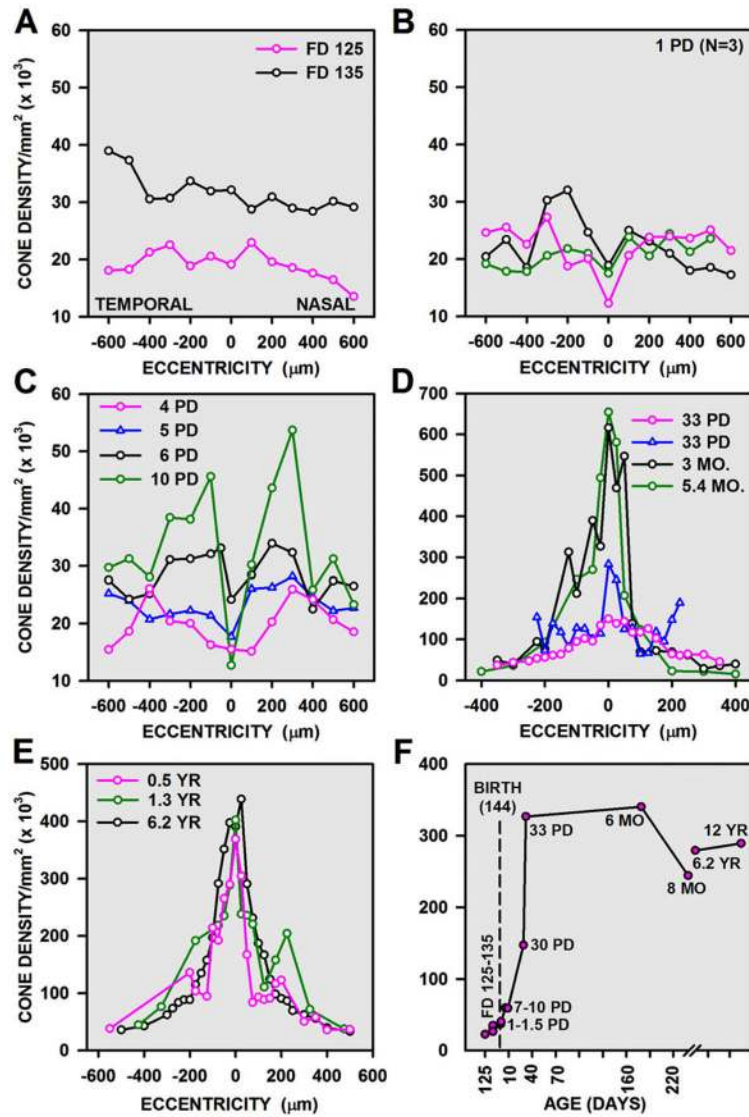 A
60
50
40
30
20
10
CONE DENSITY/mm² (x 10³)
FD 125
FD 135
TEMPORAL NASAL
-600 -400 -200 0 200 400 600
ECCENTRICITY (µm)
B
60
50
40
30
20
10
1 PD (N=3)
-600 -400 -200 0 200 400 600
ECCENTRICITY (µm)
C
60
50
40
30
20
10
CONE DENSITY/mm² (x 10³)
4 PD
5 PD
6 PD
10 PD
-600 -400 -200 0 200 400 600
ECCENTRICITY (µm)
D
700
600
500
400
300
200
100
0
33 PD
33 PD
3 MO.
5.4 MO.
-400 -200 0 200 400
ECCENTRICITY (µm)
E
500
400
300
200
100
0
CONE DENSITY/mm² (x 10³)
0.5 YR
1.3 YR
6.2 YR
-600 -400 -200 0 200 400 600
ECCENTRICITY (µm)
F
400
300
200
100
0
BIRTH
(144)
FD 125-135
33 PD
6 MO
12 YR
6.2 YR
8 MO
30 PD
7-10 PD
1-1.5 PD
125 10 40 70 160 220
AGE (DAYS)